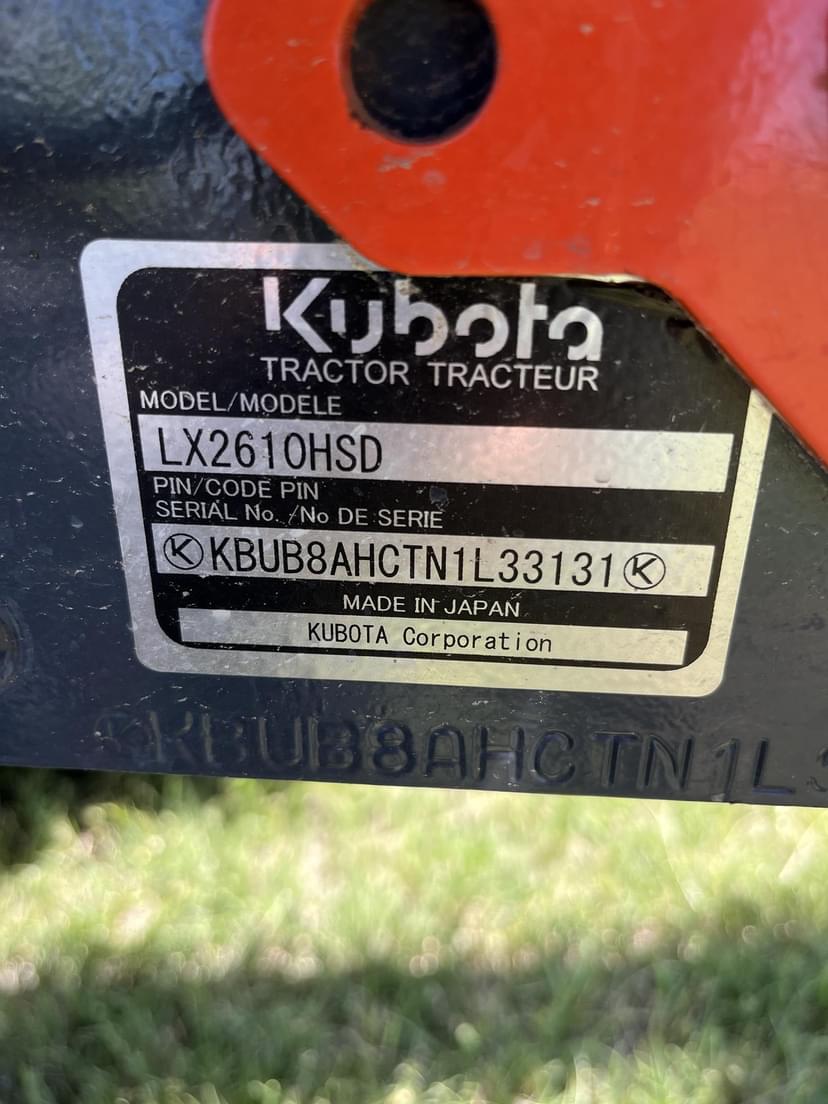 Kubota
TRACTOR TRACTEUR
MODEL/MODELE
LX2610HSD
PIN/CODE PIN
SERIAL No. /No DE SERIE
KBUB8AHCTN1L33131
MADE IN JAPAN
KUBOTA Corporation
KBUB8AHCTN1L